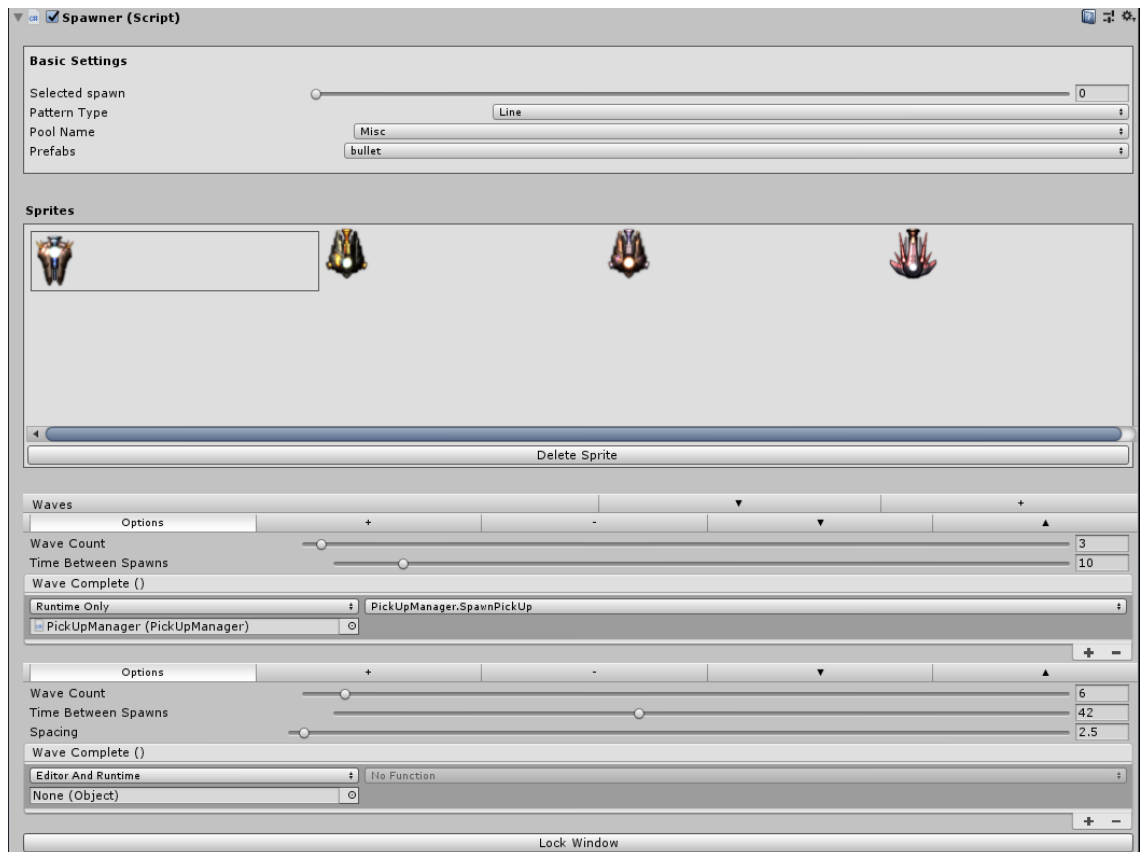 Spawner (Script)
Basic Settings
Selected spawn 0
Pattern Type Line
Pool Name Misc
Prefabs bullet
Sprites
Delete Sprite
Waves ▼ +
Options + - ▼ ▲
Wave Count 3
Time Between Spawns 10
Wave Complete ()
Runtime Only PickUpManager.SpawnPickUp
PickUpManager (PickUpManager)
+ −
Options + - ▼ ▲
Wave Count 6
Time Between Spawns 42
Spacing 2.5
Wave Complete ()
Editor And Runtime No Function
None (Object)
+ −
Lock Window